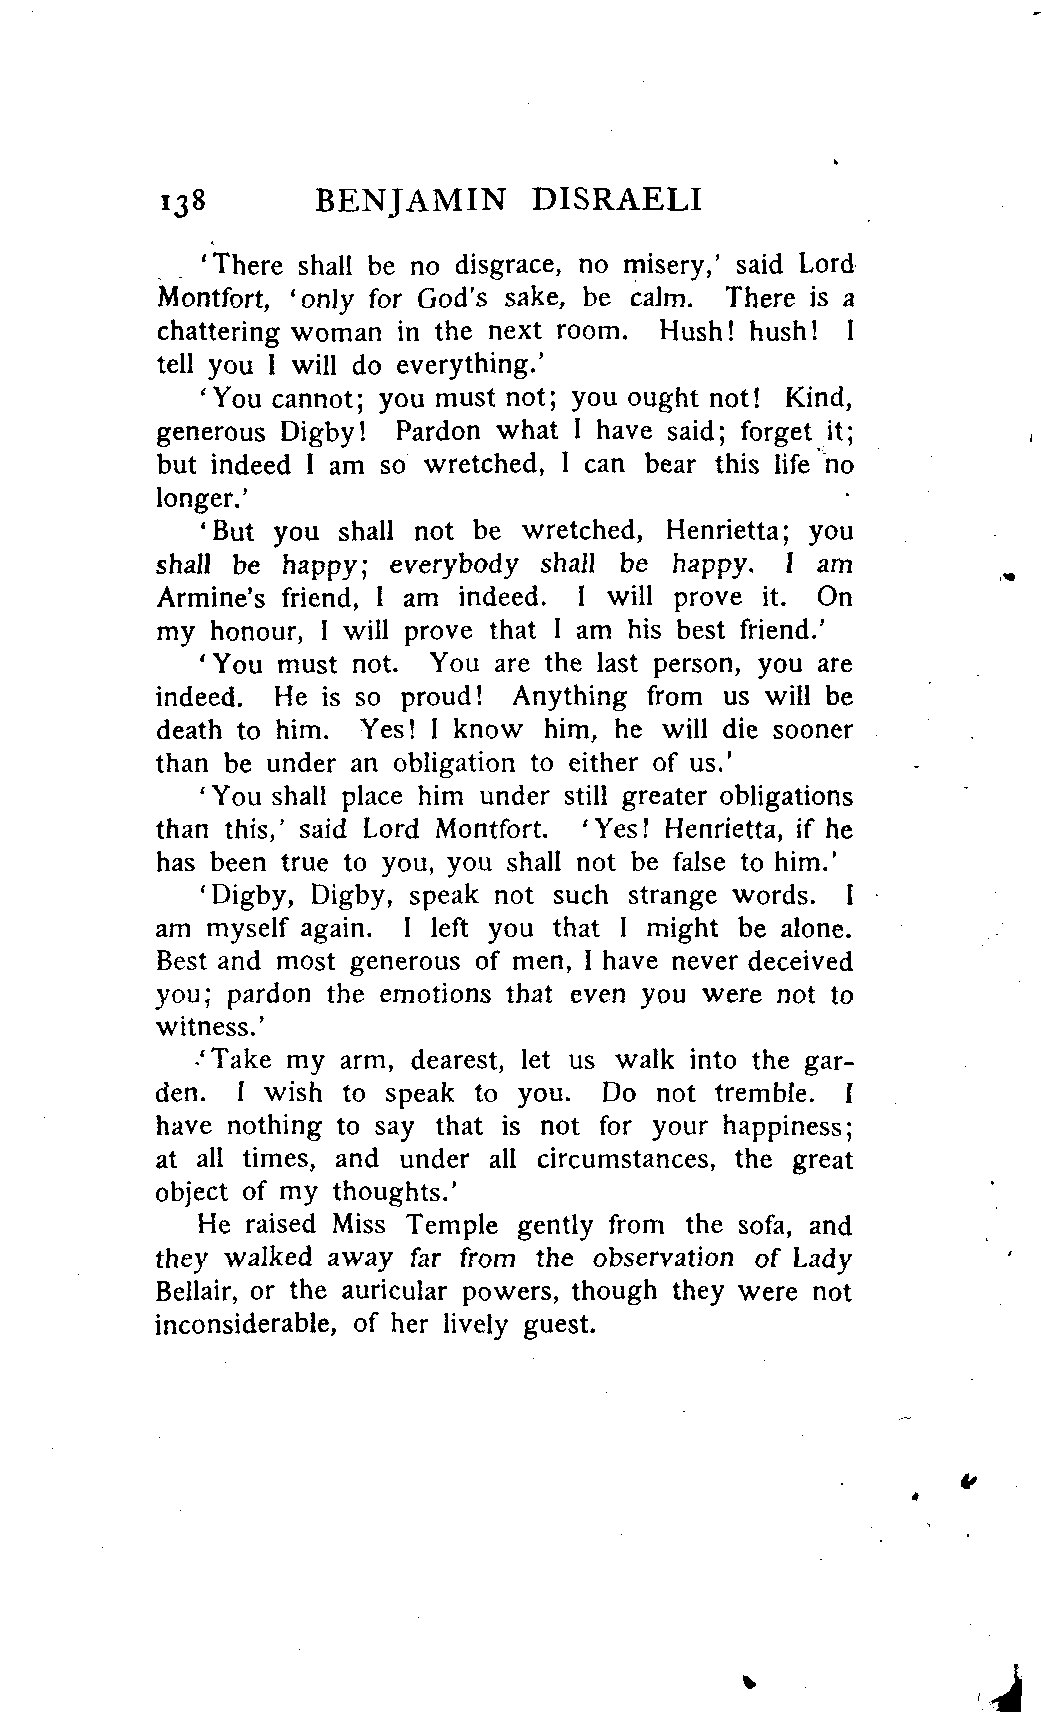 138 BENJAMIN DISRAELI
'There shall be no disgrace, no misery,' said Lord
Montfort, 'only for God's sake, be calm. There is a
chattering woman in the next room. Hush! hush! I
tell you I will do everything.'
'You cannot; you must not; you ought not! Kind,
generous Digby! Pardon what I have said; forget it;
but indeed I am so wretched, I can bear this life no
longer.'
'But you shall not be wretched, Henrietta; you
shall be happy; everybody shall be happy. I am
Armine's friend, I am indeed. I will prove it. On
my honour, I will prove that I am his best friend.'
'You must not. You are the last person, you are
indeed. He is so proud! Anything from us will be
death to him. Yes! I know him, he will die sooner
than be under an obligation to either of us.'
'You shall place him under still greater obligations
than this,' said Lord Montfort. 'Yes! Henrietta, if he
has been true to you, you shall not be false to him.'
'Digby, Digby, speak not such strange words. I
am myself again. I left you that I might be alone.
Best and most generous of men, I have never deceived
you; pardon the emotions that even you were not to
witness.'
'Take my arm, dearest, let us walk into the gar-
den. I wish to speak to you. Do not tremble. I
have nothing to say that is not for your happiness;
at all times, and under all circumstances, the great
object of my thoughts.'
He raised Miss Temple gently from the sofa, and
they walked away far from the observation of Lady
Bellair, or the auricular powers, though they were not
inconsiderable, of her lively guest.